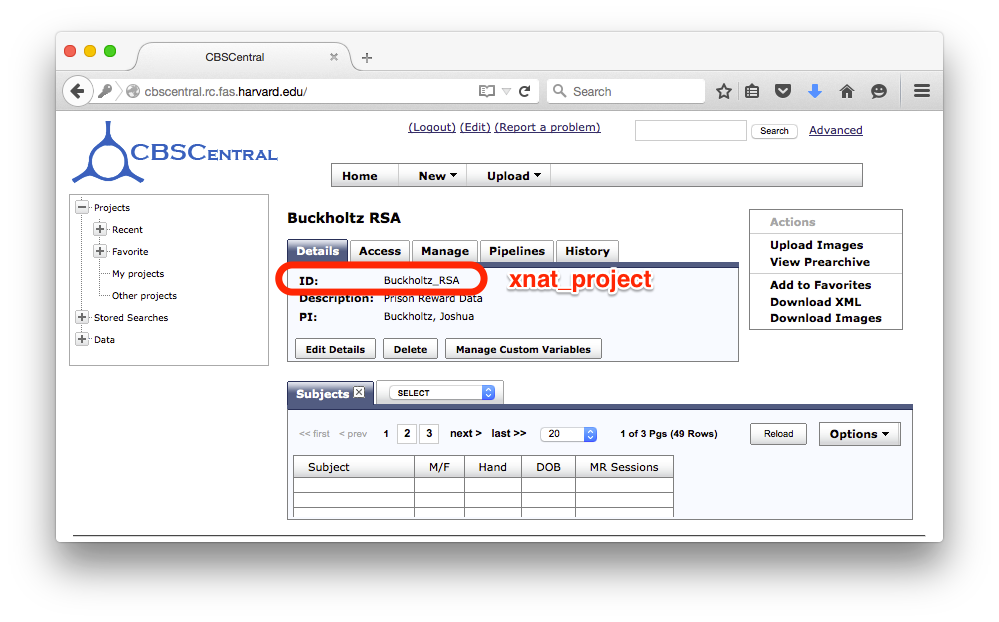 CBSCentral
cbscentral.rc.fas.harvard.edu/
Search
(Logout) (Edit) (Report a problem)
Search
Advanced
CBSCENTRAL
Home New Upload
Projects
Recent
Favorite
My projects
Other projects
Stored Searches
Data
Buckholtz RSA
Details Access Manage Pipelines History
ID: Buckholtz_RSA
xnat_project
Description: Prison Reward Data
PI: Buckholtz, Joshua
Edit Details Delete Manage Custom Variables
Actions
Upload Images
View Prearchive
Add to Favorites
Download XML
Download Images
Subjects SELECT
<< first < prev 1 2 3 next > last >> 20 1 of 3 Pgs (49 Rows) Reload Options
Subject M/F Hand DOB MR Sessions